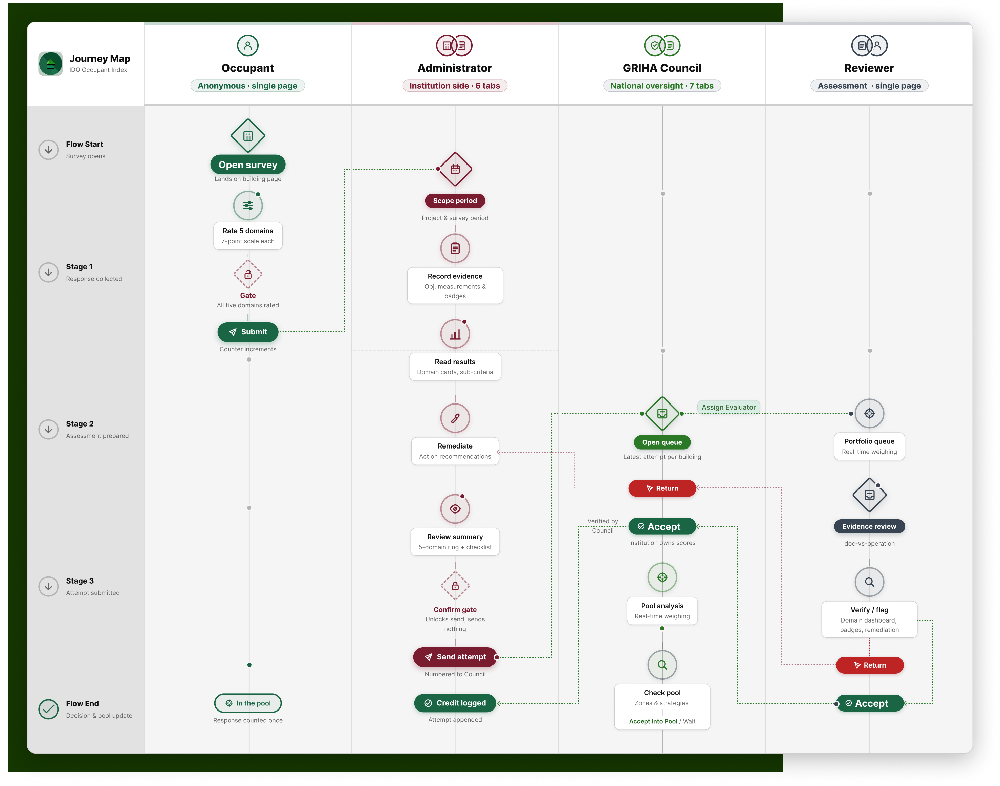 Journey Map
IDQ Occupant Index
Occupant
Anonymous · single page
Administrator
Institution side · 6 tabs
GRIHA Council
National oversight · 7 tabs
Reviewer
Assessment · single page
Flow Start
Survey opens
Open survey
Lands on building page
Stage 1
Response collected
Rate 5 domains
7-point scale each
Gate
All five domains rated
Submit
Counter increments
Scope period
Project & survey period
Record evidence
Obj. measurements &
badges
Read results
Domain cards, sub-criteria
Stage 2
Assessment prepared
Remediate
Act on recommendations
Open queue
Latest attempt per building
Assign Evaluator
Return
Portfolio queue
Real-time weighing
Stage 3
Attempt submitted
Review summary
5-domain ring + checklist
Confirm gate
Unlocks send, sends
nothing
Send attempt
Numbered to Council
Verified by
Council
Accept
Institution owns scores
Pool analysis
Real-time weighing
Evidence review
doc-vs-operation
Verify / flag
Domain dashboard,
badges, remediation
Return
Flow End
Decision & pool update
In the pool
Response counted once
Credit logged
Attempt appended
Check pool
Zones & strategies
Accept into Pool / Wait
Accept